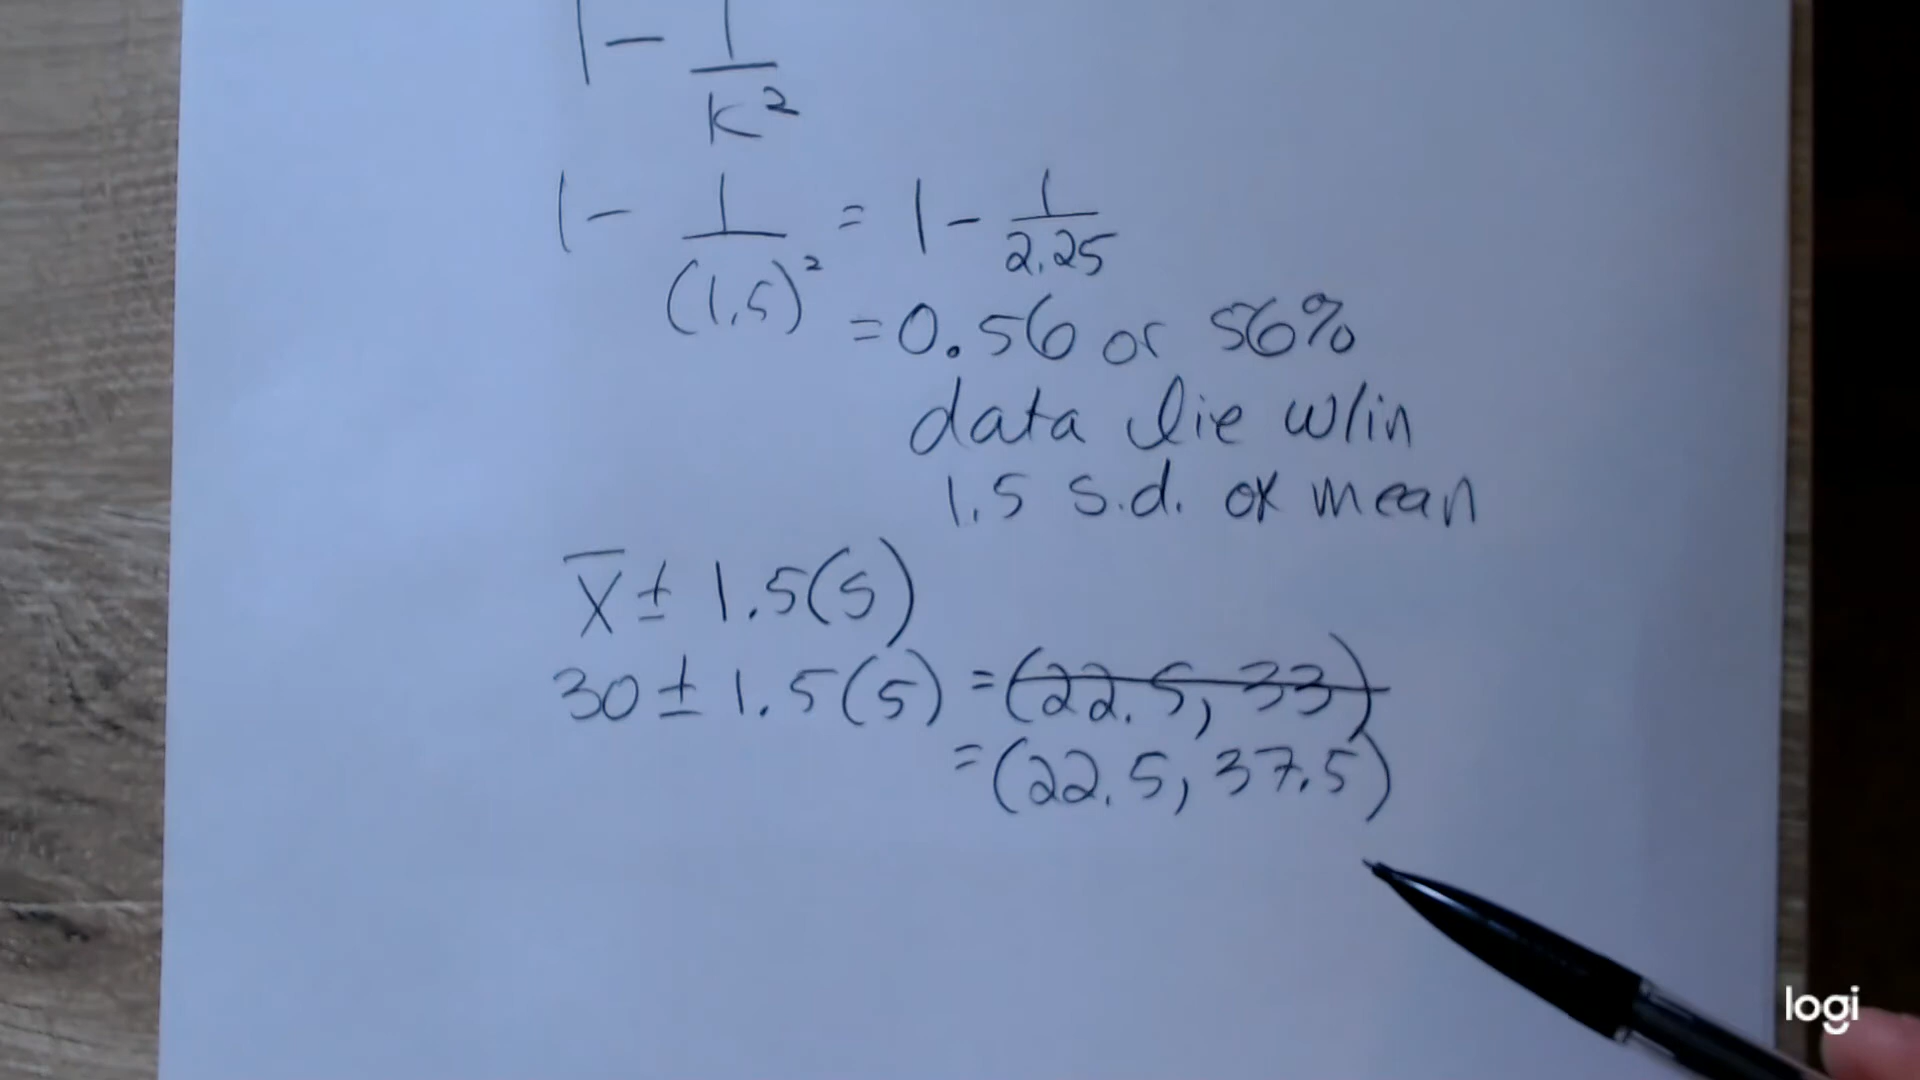 1 - 1/k²
1 - 1/(1.5)² = 1 - 1/2.25
= 0.56 or 56%
data lie w/in
1.5 s.d. of mean
x̄ ± 1.5(s)
30 ± 1.5(5) = (22.5, 33)
= (22.5, 37.5)
logi